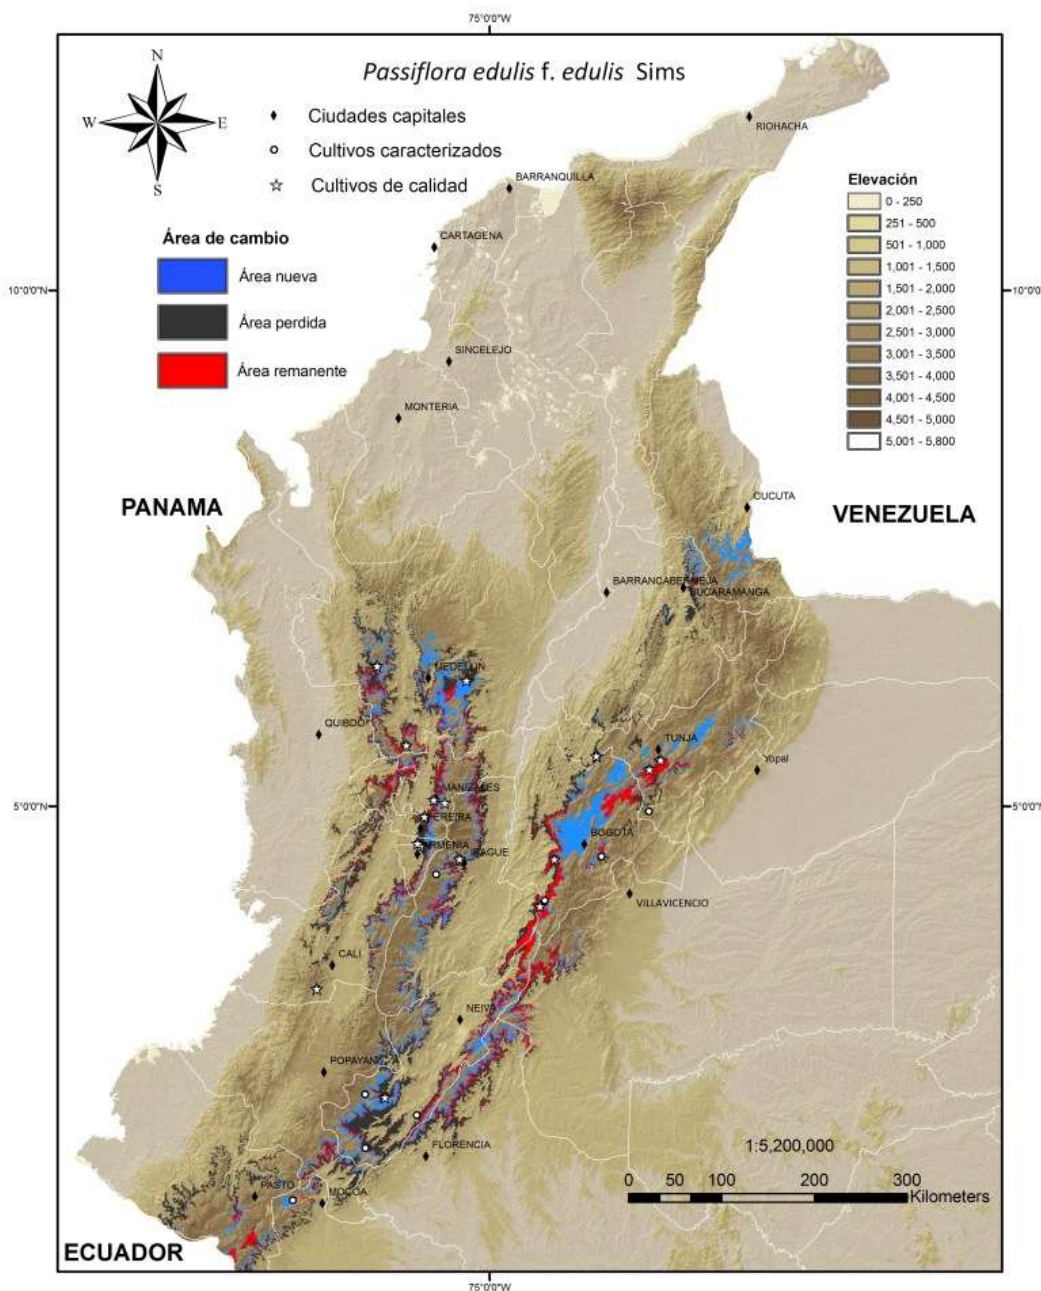 75°0'0"W
N
W
E
S
Passiflora edulis f. edulis Sims
Ciudades capitales
Cultivos caracterizados
Cultivos de calidad
Área de cambio
Área nueva
Área perdida
Área remanente
Elevación
0 - 250
251 - 500
501 - 1,000
1,001 - 1,500
1,501 - 2,000
2,001 - 2,500
2,501 - 3,000
3,001 - 3,500
3,501 - 4,000
4,001 - 4,500
4,501 - 5,000
5,001 - 5,800
RIOHACHA
BARRANQUILLA
CARTAGENA
10°0'0"N
SINCELEJO
MONTERIA
CUCUTA
PANAMA
VENEZUELA
BARRANCABERMEJA
BUCARAMANGA
MEDELLIN
QUIBDO
TUNJA
Yopal
MANIZALES
5°0'0"N
5°0'0"N
PEREIRA
BOGOTA
ARMENIA
IBAGUE
VILLAVICENCIO
CALI
NEIVA
POPAYAN
FLORENCIA
1:5,200,000
0 50 100 200 300
Kilometers
PASTO
MOCOA
ECUADOR
75°0'0"W